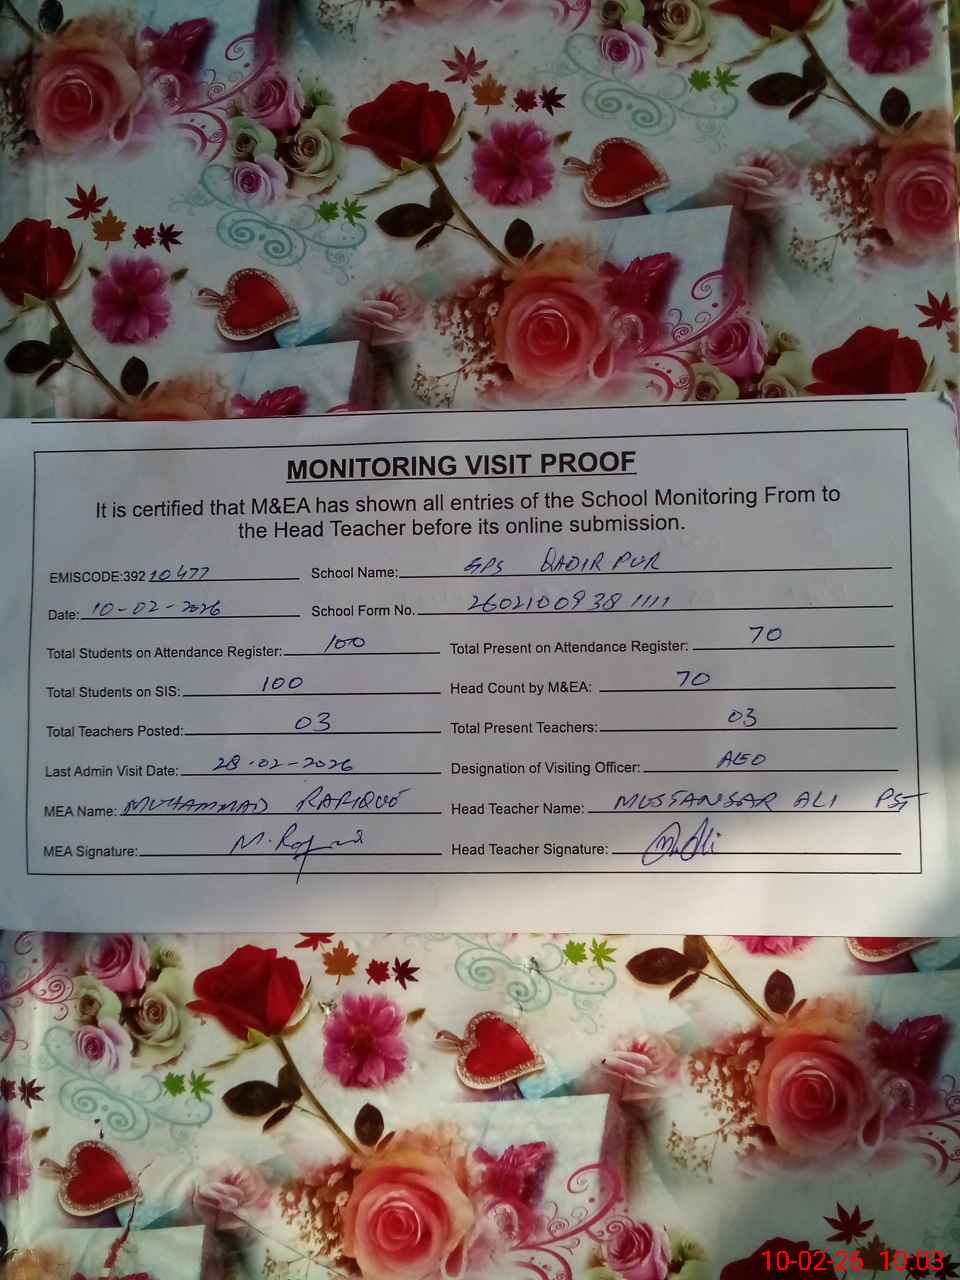 MONITORING VISIT PROOF
It is certified that M&EA has shown all entries of the School Monitoring From to
the Head Teacher before its online submission.
EMISCODE:392 10477 School Name: GPS QADIR PUR
Date: 10-02-2026 School Form No. 2602100938 1111
Total Students on Attendance Register: 100 Total Present on Attendance Register: 70
Total Students on SIS: 100 Head Count by M&EA: 70
Total Teachers Posted: 03 Total Present Teachers: 03
Last Admin Visit Date: 28-02-2026 Designation of Visiting Officer: AEO
MEA Name: MUHAMMAD RAFIQUE Head Teacher Name: MUSSANSAR ALI PST
MEA Signature: Head Teacher Signature:
10-02-26 10:03